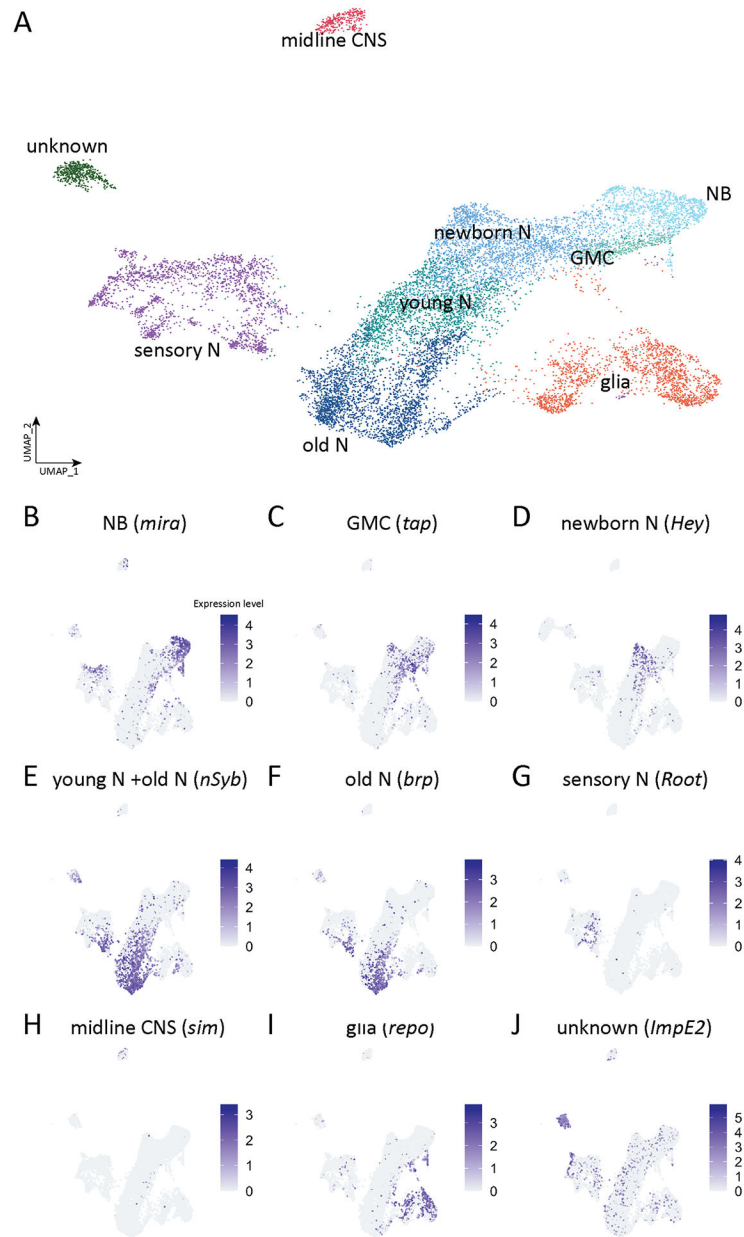 A
midline CNS
unknown
NB
newborn N
GMC
young N
sensory N
glia
old N
UMAP_2
UMAP_1
B NB (mira) C GMC (tap) D newborn N (Hey)
Expression level
4 4 4
3 3 3
2 2 2
1 1 1
0 0 0
E young N +old N (nSyb) F old N (brp) G sensory N (Root)
4 3 4
3 2 3
2 1 2
1 0 1
0 0
H midline CNS (sim) I glia (repo) J unknown (ImpE2)
3 3 5
2 2 4
1 1 3
0 0 2
1
0